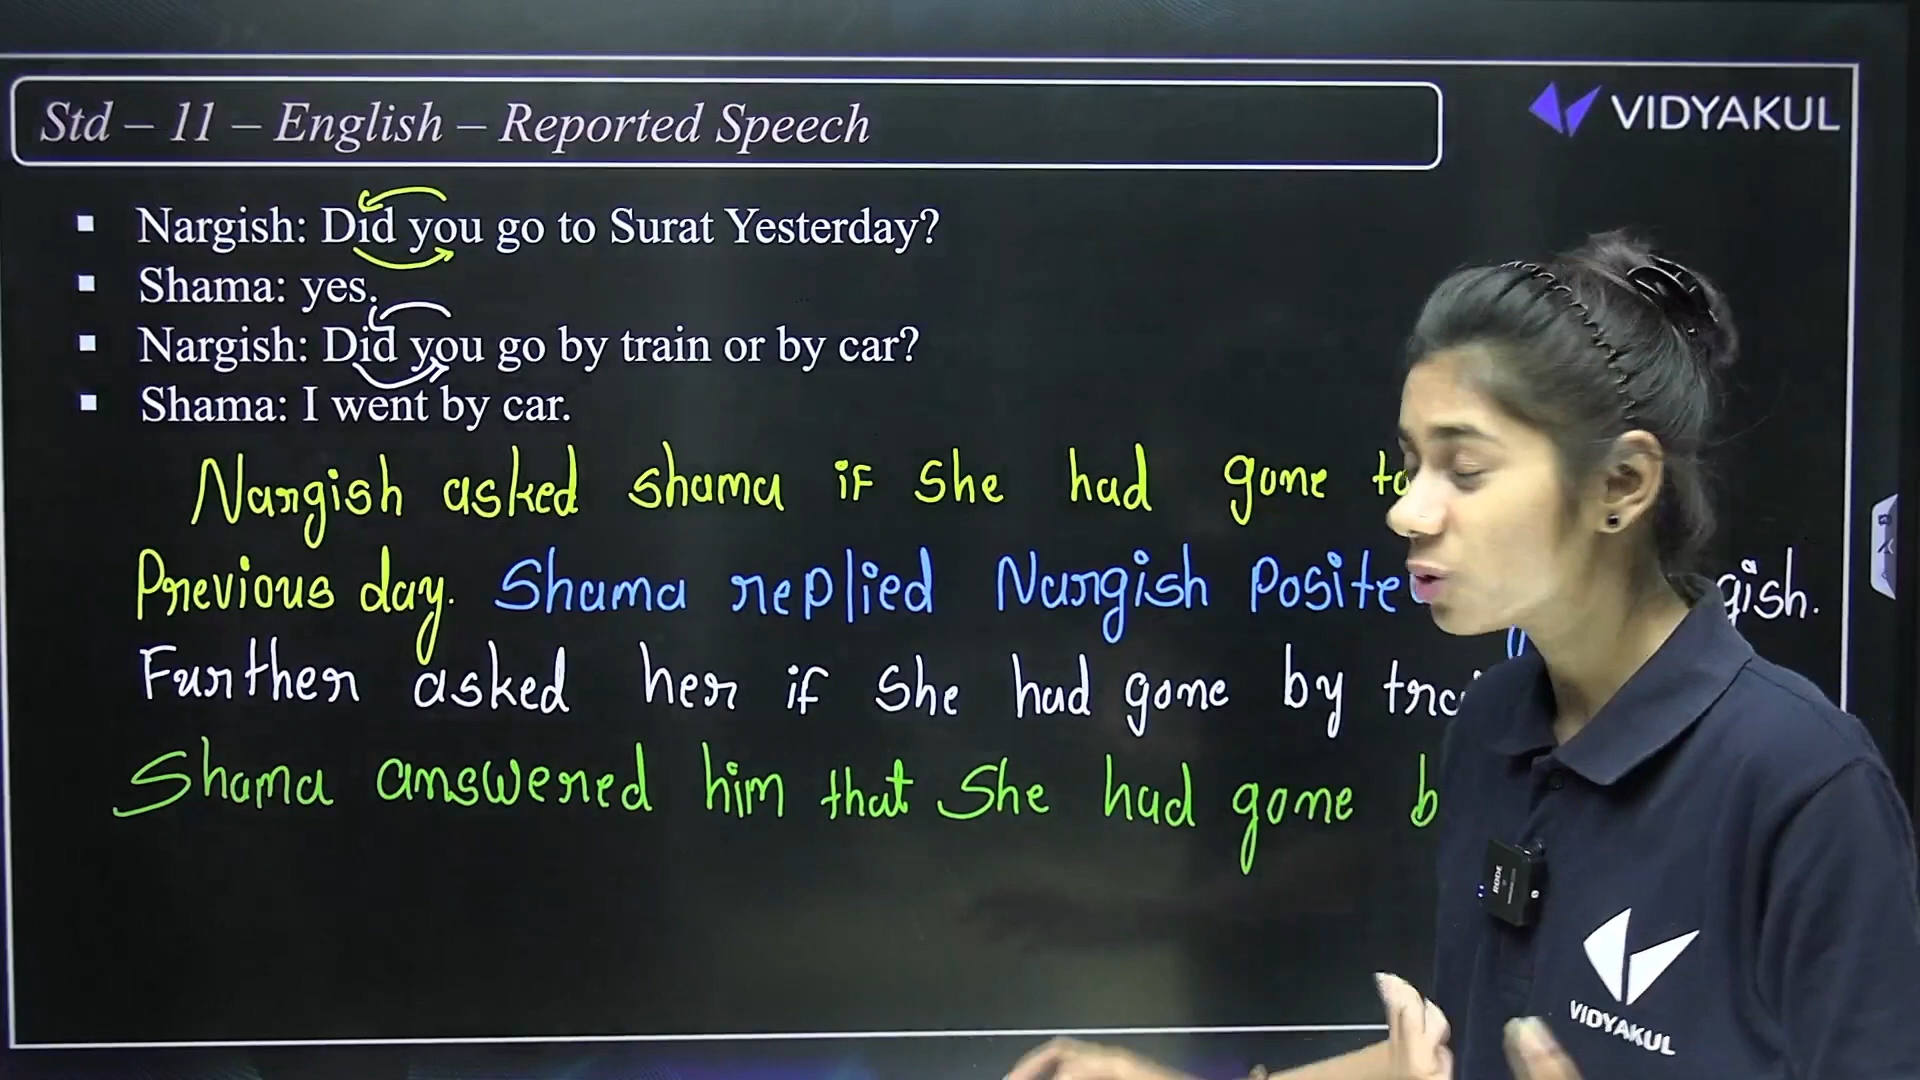 Std – 11 – English – Reported Speech
VIDYAKUL
Nargish: Did you go to Surat Yesterday?
Shama: yes.
Nargish: Did you go by train or by car?
Shama: I went by car.
Nargish asked shama if she had gone to
Previous day. Shama replied Nargish
Further asked her if she had gone by
Shama answered him that She had gone
RODE
VIDYAKUL